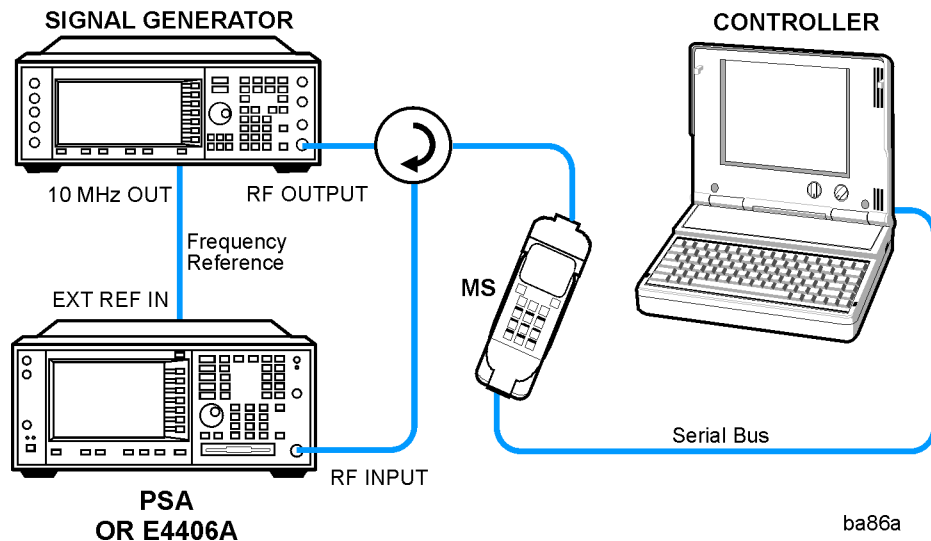 SIGNAL GENERATOR
CONTROLLER
10 MHz OUT
RF OUTPUT
Frequency
Reference
EXT REF IN
MS
Serial Bus
RF INPUT
PSA
OR E4406A
ba86a